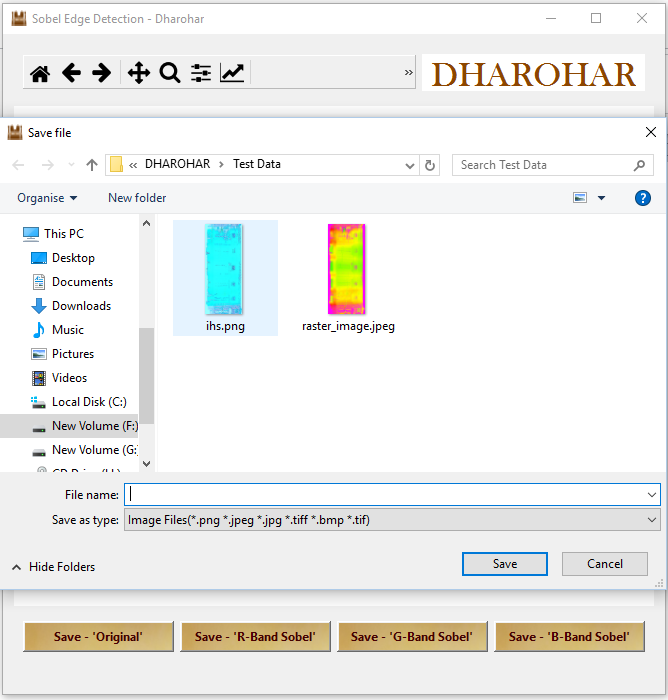 Sobel Edge Detection - Dharohar
»
DHAROHAR
Save file
« DHAROHAR > Test Data
Search Test Data
Organise
New folder
?
This PC
Desktop
Documents
Downloads
Music
Pictures
Videos
Local Disk (C:)
New Volume (F:)
New Volume (G:
ihs.png
raster_image.jpeg
File name:
Save as type: Image Files(*.png *.jpeg *.jpg *.tiff *.bmp *.tif)
Hide Folders
Save
Cancel
Save - 'Original'
Save - 'R-Band Sobel'
Save - 'G-Band Sobel'
Save - 'B-Band Sobel'